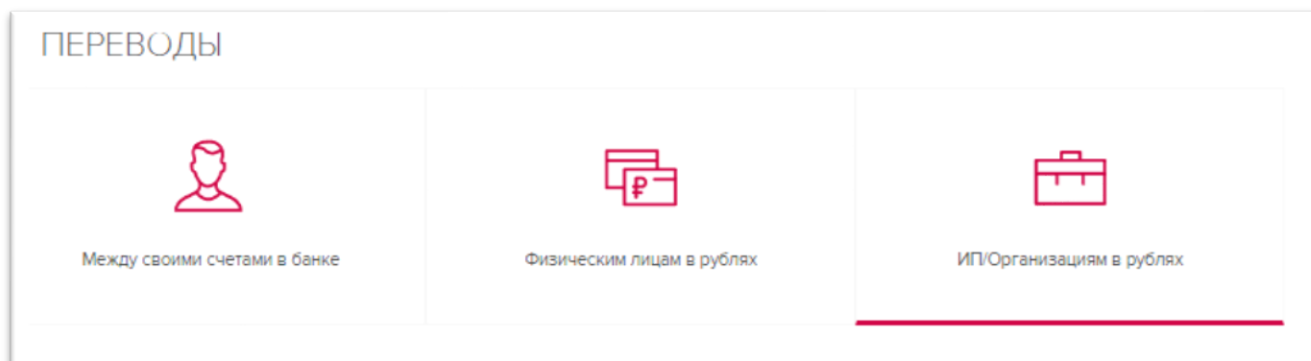 ПЕРЕВОДЫ
Между своими счетами в банке
Физическим лицам в рублях
ИП/Организациям в рублях